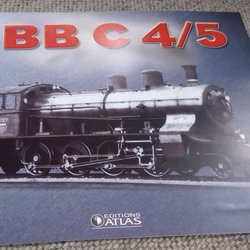 BB C 4/5
EDITIONS
ATLAS